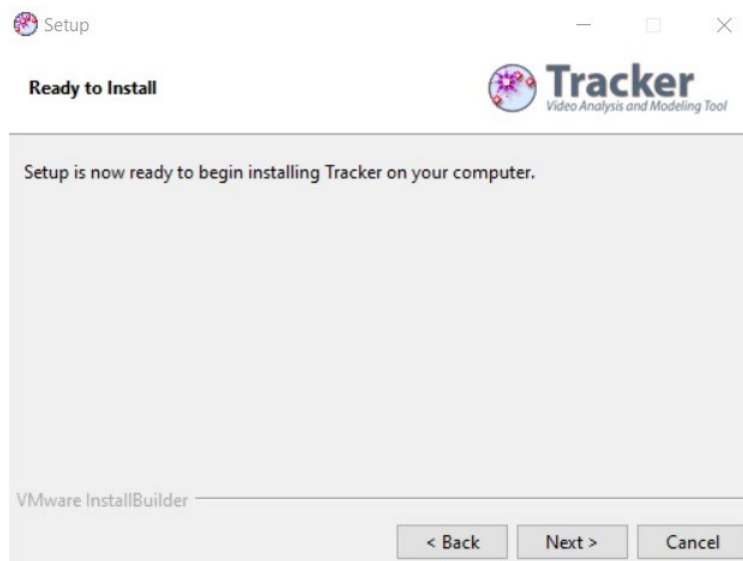 Setup
Ready to Install
Tracker
Video Analysis and Modeling Tool
Setup is now ready to begin installing Tracker on your computer.
VMware InstallBuilder
< Back
Next >
Cancel